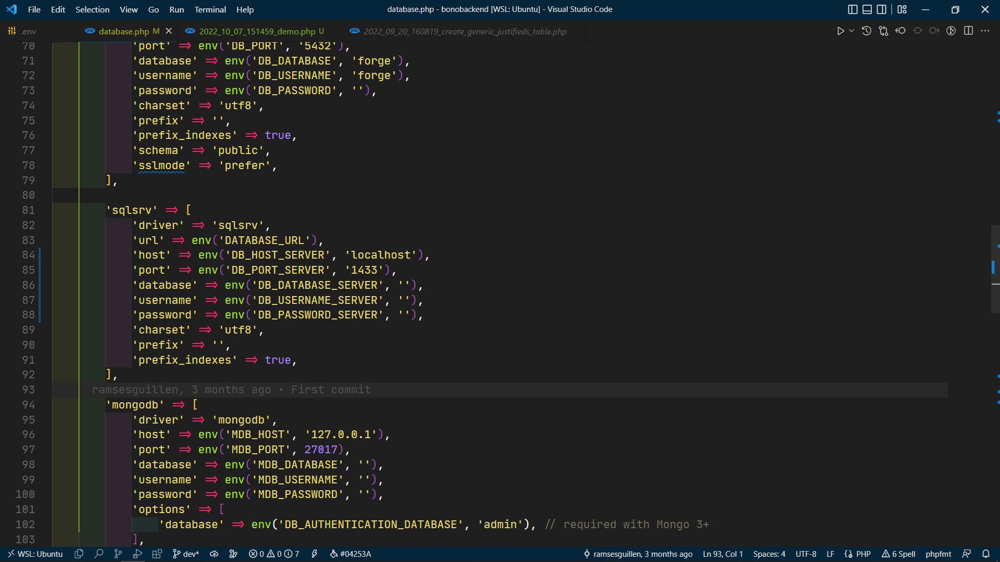 File Edit Selection View Go Run Terminal Help
database.php - bonobackend [WSL: Ubuntu] - Visual Studio Code
.env
database.php M
2022_10_07_151459_demo.php U
2022_09_20_160819_create_generic_justifieds_table.php
70 'port' => env('DB_PORT', '5432'),
71 'database' => env('DB_DATABASE', 'forge'),
72 'username' => env('DB_USERNAME', 'forge'),
73 'password' => env('DB_PASSWORD', ''),
74 'charset' => 'utf8',
75 'prefix' => '',
76 'prefix_indexes' => true,
77 'schema' => 'public',
78 'sslmode' => 'prefer',
79 ],
80
81 'sqlsrv' => [
82 'driver' => 'sqlsrv',
83 'url' => env('DATABASE_URL'),
84 'host' => env('DB_HOST_SERVER', 'localhost'),
85 'port' => env('DB_PORT_SERVER', '1433'),
86 'database' => env('DB_DATABASE_SERVER', ''),
87 'username' => env('DB_USERNAME_SERVER', ''),
88 'password' => env('DB_PASSWORD_SERVER', ''),
89 'charset' => 'utf8',
90 'prefix' => '',
91 'prefix_indexes' => true,
92 ],
93 ramsesguillen, 3 months ago • First commit
94 'mongodb' => [
95 'driver' => 'mongodb',
96 'host' => env('MDB_HOST', '127.0.0.1'),
97 'port' => env('MDB_PORT', 27017),
98 'database' => env('MDB_DATABASE', ''),
99 'username' => env('MDB_USERNAME', ''),
100 'password' => env('MDB_PASSWORD', ''),
101 'options' => [
102 'database' => env('DB_AUTHENTICATION_DATABASE', 'admin'), // required with Mongo 3+
103 ],
WSL: Ubuntu dev* 0 0 7 #04253A ramsesguillen, 3 months ago Ln 93, Col 1 Spaces: 4 UTF-8 LF PHP 6 Spell phpfmt